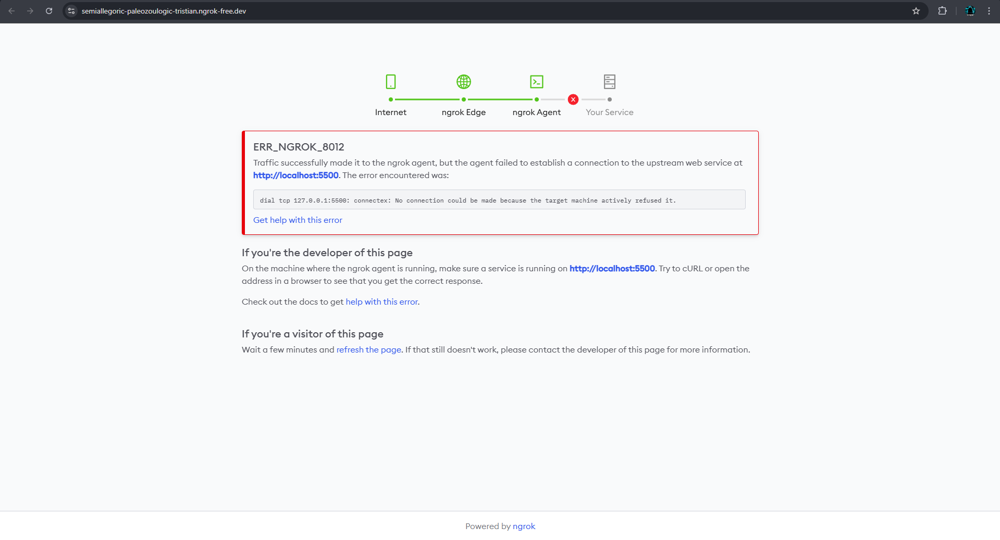 semiallegoric-paleozoulogic-tristian.ngrok-free.dev
Internet
ngrok Edge
ngrok Agent
Your Service
ERR_NGROK_8012
Traffic successfully made it to the ngrok agent, but the agent failed to establish a connection to the upstream web service at
http://localhost:5500. The error encountered was:
dial tcp 127.0.0.1:5500: connectex: No connection could be made because the target machine actively refused it.
Get help with this error
If you're the developer of this page
On the machine where the ngrok agent is running, make sure a service is running on http://localhost:5500. Try to cURL or open the
address in a browser to see that you get the correct response.
Check out the docs to get help with this error.
If you're a visitor of this page
Wait a few minutes and refresh the page. If that still doesn't work, please contact the developer of this page for more information.
Powered by ngrok